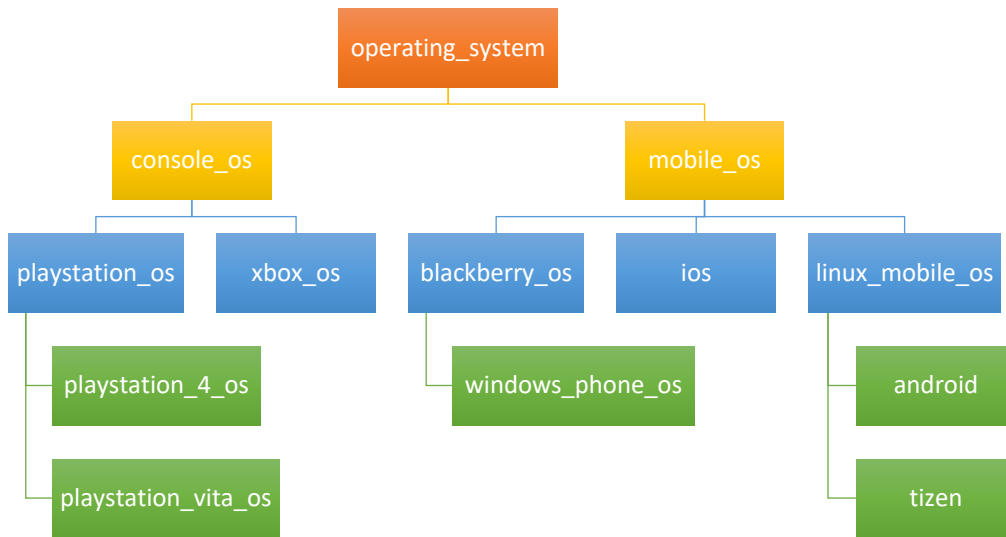 operating_system
console_os
mobile_os
playstation_os
xbox_os
blackberry_os
ios
linux_mobile_os
playstation_4_os
windows_phone_os
android
playstation_vita_os
tizen